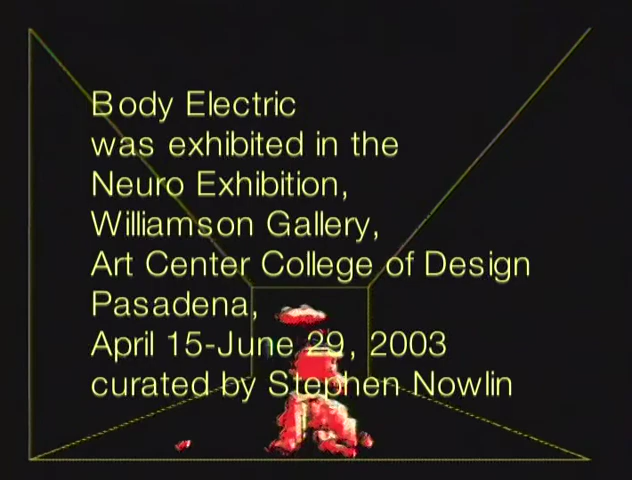 Body Electric
was exhibited in the
Neuro Exhibition,
Williamson Gallery,
Art Center College of Design
Pasadena,
April 15-June 29, 2003
curated by Stephen Nowlin